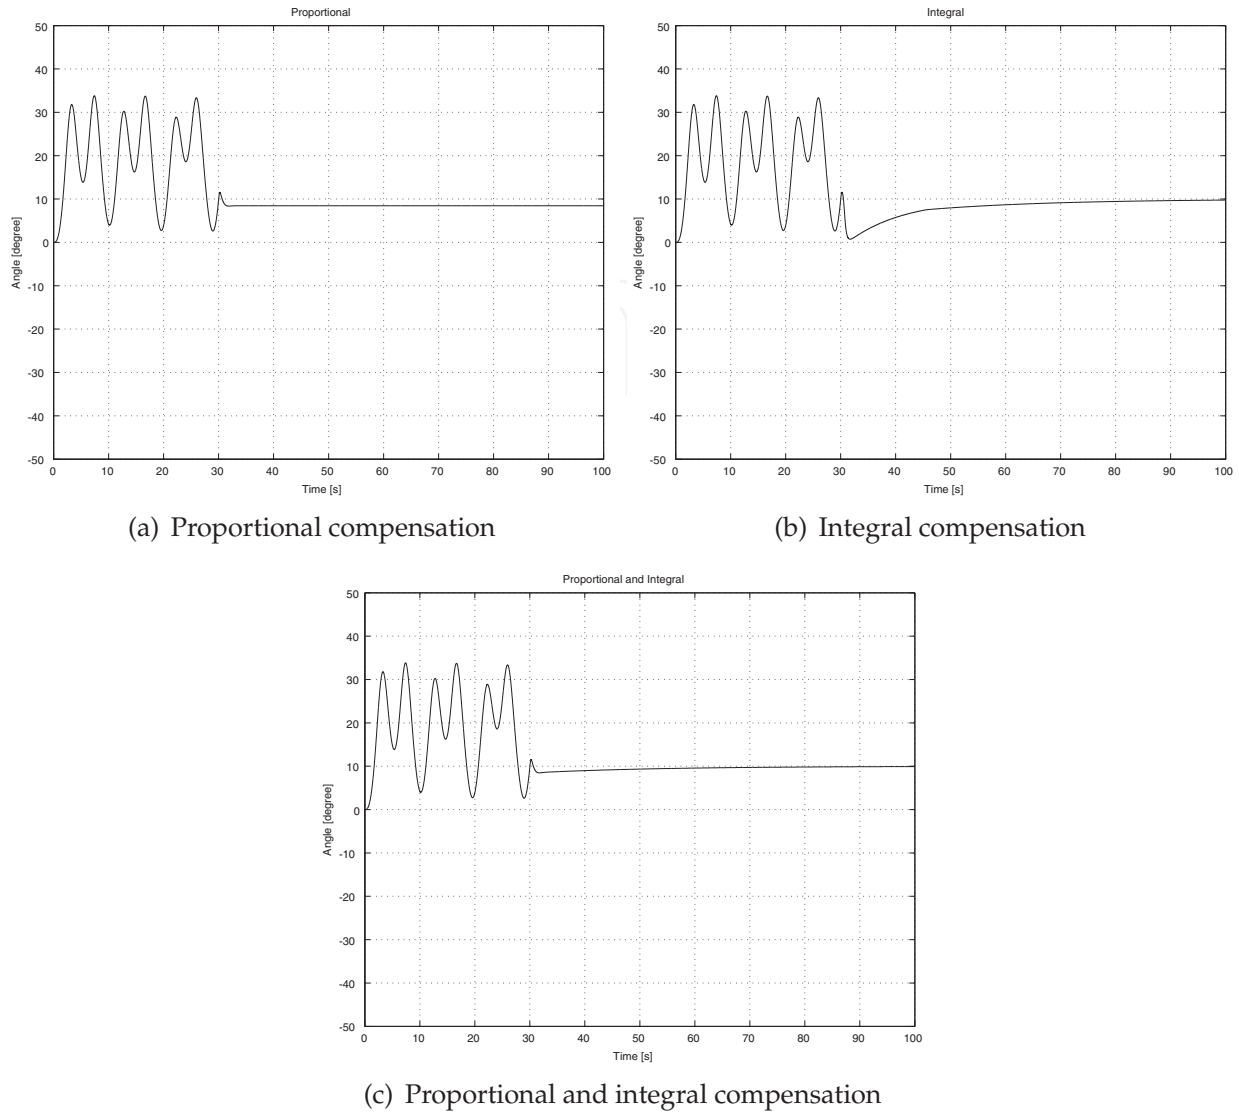 Proportional
50
40
30
20
10
0
-10
-20
-30
-40
-50
Angle [degree]
0 10 20 30 40 50 60 70 80 90 100
Time [s]
(a) Proportional compensation
Integral
50
40
30
20
10
0
-10
-20
-30
-40
-50
Angle [degree]
0 10 20 30 40 50 60 70 80 90 100
Time [s]
(b) Integral compensation
Proportional and Integral
50
40
30
20
10
0
-10
-20
-30
-40
-50
Angle [degree]
0 10 20 30 40 50 60 70 80 90 100
Time [s]
(c) Proportional and integral compensation